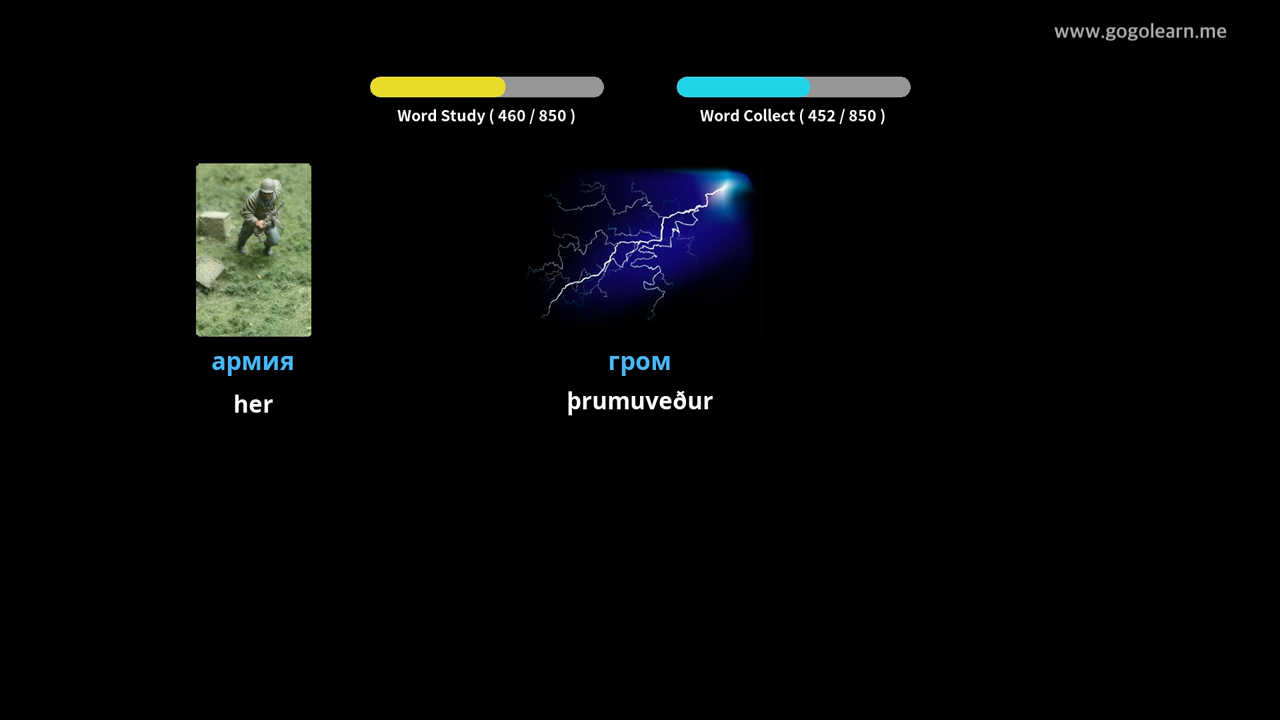 www.gogolearn.me
Word Study ( 460 / 850 )
Word Collect ( 452 / 850 )
армия
гром
her
þrumuveður